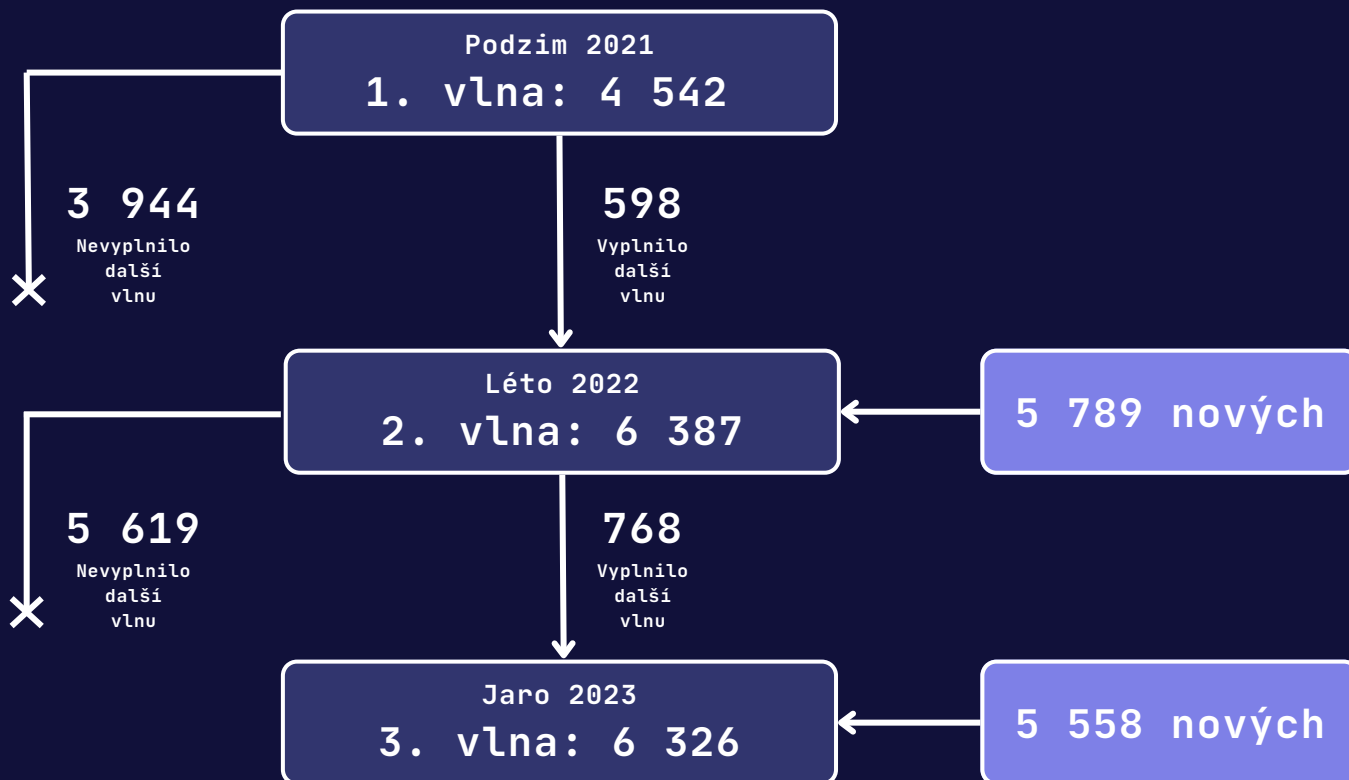 Podzim 2021
1. vlna: 4 542
3 944
Nevyplnilo
další
vlnu
598
Vyplnilo
další
vlnu
Léto 2022
2. vlna: 6 387
5 789 nových
5 619
Nevyplnilo
další
vlnu
768
Vyplnilo
další
vlnu
Jaro 2023
3. vlna: 6 326
5 558 nových